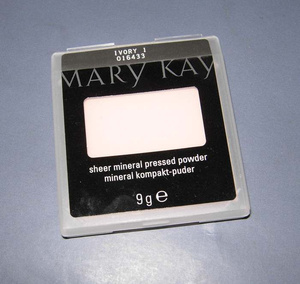 IVORY 1
016433
MARY KAY
sheer mineral pressed powder
mineral kompakt-puder
9g℮